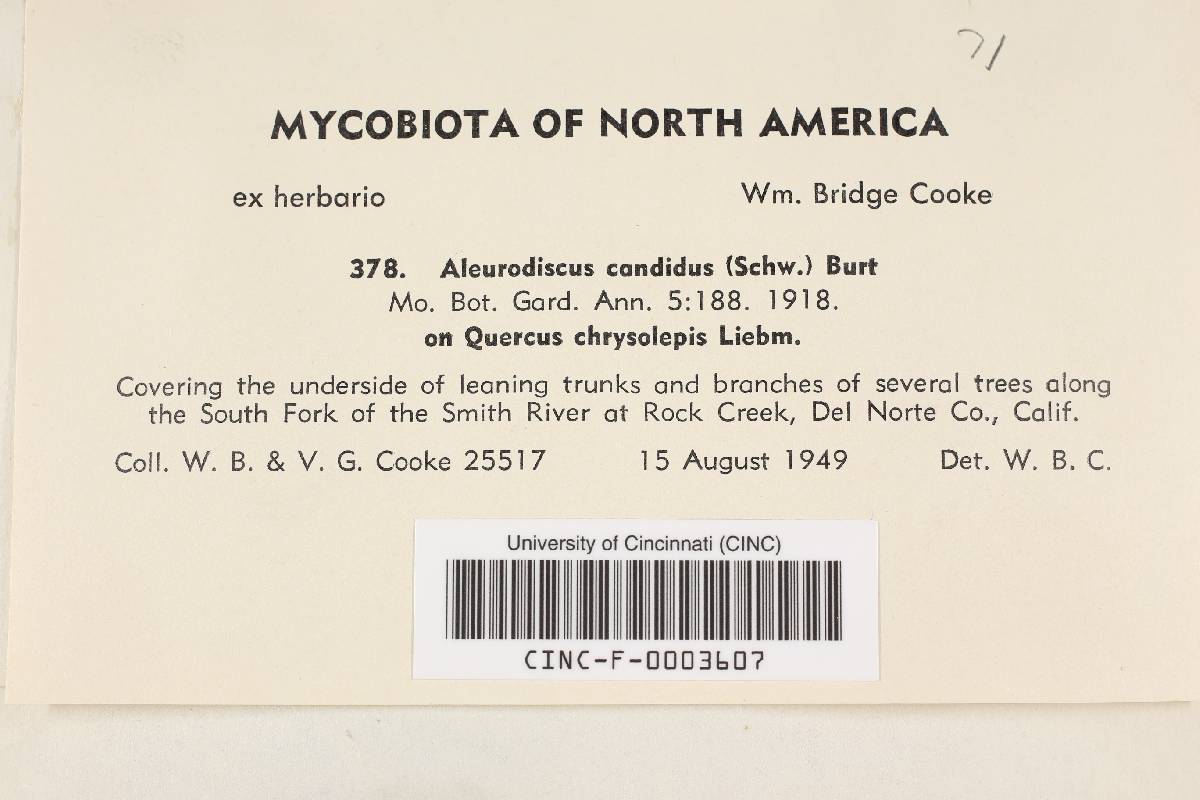 71
MYCOBIOTA OF NORTH AMERICA
ex herbario Wm. Bridge Cooke
378. Aleurodiscus candidus (Schw.) Burt
Mo. Bot. Gard. Ann. 5:188. 1918.
on Quercus chrysolepis Liebm.
Covering the underside of leaning trunks and branches of several trees along
the South Fork of the Smith River at Rock Creek, Del Norte Co., Calif.
Coll. W. B. & V. G. Cooke 25517 15 August 1949 Det. W. B. C.
University of Cincinnati (CINC)
CINC-F-0003607